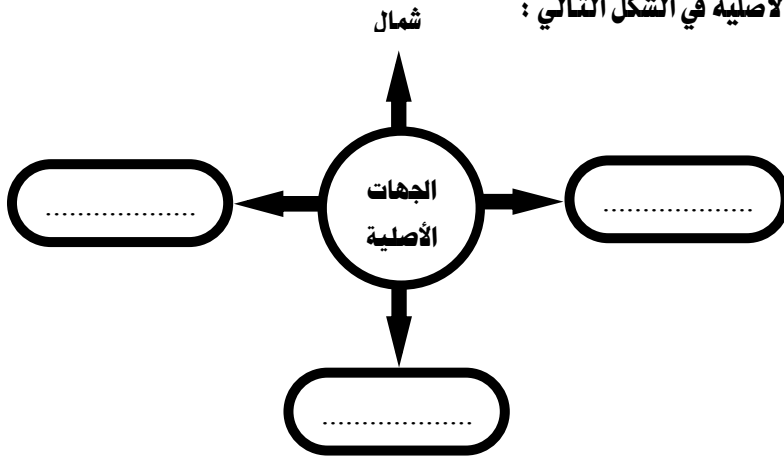 لأصلية في الشكل التالي :
شمال
الجهات
الأصلية
...................
...................
...................